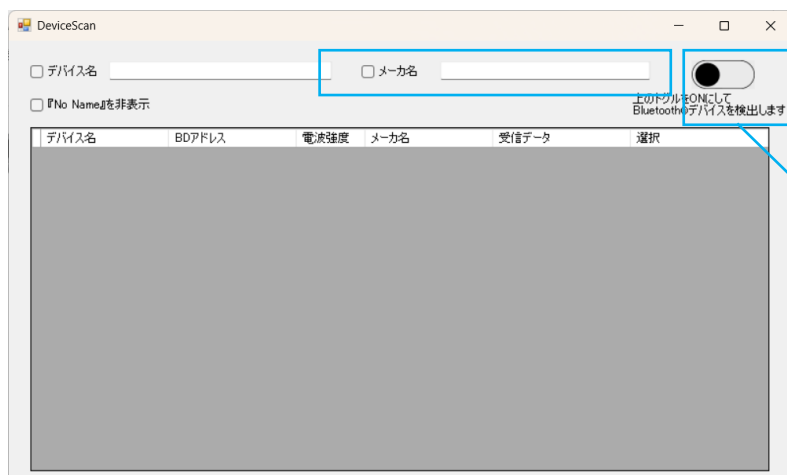 DeviceScan
デバイス名 メーカ名
『No Name』を非表示
上のトグルをONにして
Bluetoothのデバイスを検出します
デバイス名 BDアドレス 電波強度 メーカ名 受信データ 選択